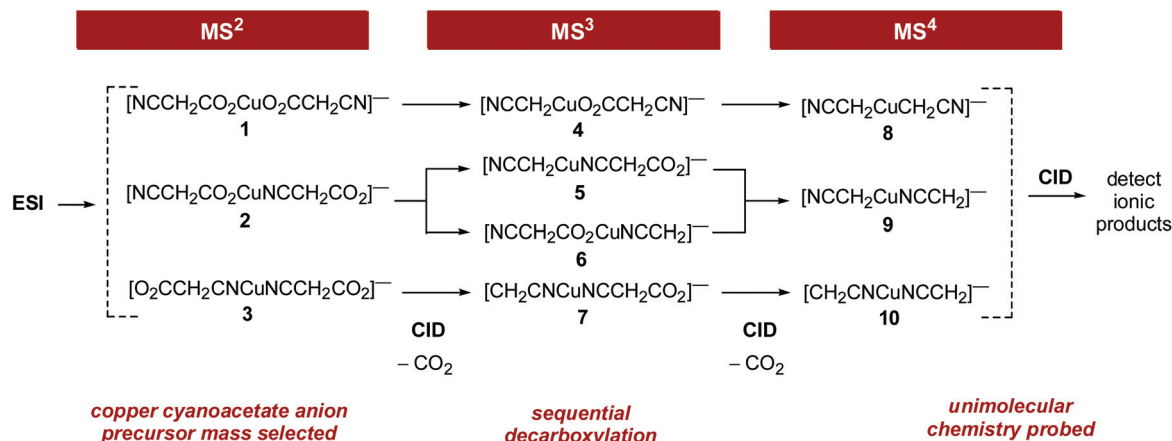 MS² MS³ MS⁴
[NCCH₂CO₂CuO₂CCH₂CN]⁻ [NCCH₂CuO₂CCH₂CN]⁻ [NCCH₂CuCH₂CN]⁻
1 4 8
[NCCH₂CuNCCH₂CO₂]⁻
5
ESI [NCCH₂CO₂CuNCCH₂CO₂]⁻ [NCCH₂CuNCCH₂]⁻ CID detect
2 9 ionic
products
[NCCH₂CO₂CuNCCH₂]⁻
6
[O₂CCH₂CNCuNCCH₂CO₂]⁻ [CH₂CNCuNCCH₂CO₂]⁻ [CH₂CNCuNCCH₂]⁻
3 CID 7 CID 10
– CO₂ – CO₂
copper cyanoacetate anion sequential unimolecular
precursor mass selected decarboxylation chemistry probed